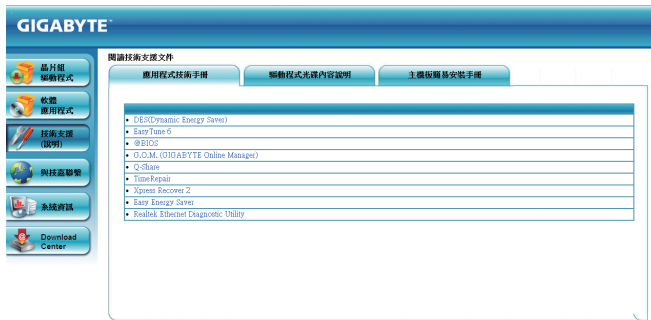 GIGABYTE™
閱讀技術支援文件
應用程式技術手冊
驅動程式光碟內容說明
主機板簡易安裝手冊
晶片組
驅動程式
軟體
應用程式
技術支援
(說明)
與技嘉聯繫
系統資訊
Download
Center
• DES(Dynamic Energy Saver)
• EasyTune 6
• @BIOS
• G.O.M. (GIGABYTE Online Manager)
• Q-Share
• TimeRepair
• Xpress Recover 2
• Easy Energy Saver
• Realtek Ethernet Diagnostic Utility